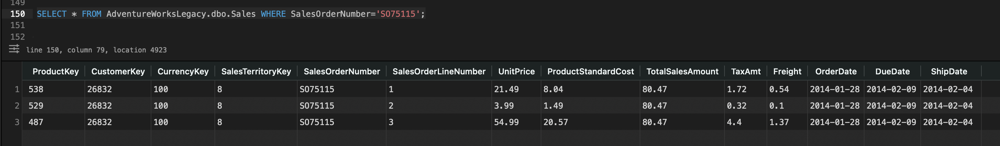 149
150 SELECT * FROM AdventureWorksLegacy.dbo.Sales WHERE SalesOrderNumber='SO75115';
151
152
line 150, column 79, location 4923
ProductKey CustomerKey CurrencyKey SalesTerritoryKey SalesOrderNumber SalesOrderLineNumber UnitPrice ProductStandardCost TotalSalesAmount TaxAmt Freight OrderDate DueDate ShipDate
1 538 26832 100 8 SO75115 1 21.49 8.04 80.47 1.72 0.54 2014-01-28 2014-02-09 2014-02-04
2 529 26832 100 8 SO75115 2 3.99 1.49 80.47 0.32 0.1 2014-01-28 2014-02-09 2014-02-04
3 487 26832 100 8 SO75115 3 54.99 20.57 80.47 4.4 1.37 2014-01-28 2014-02-09 2014-02-04